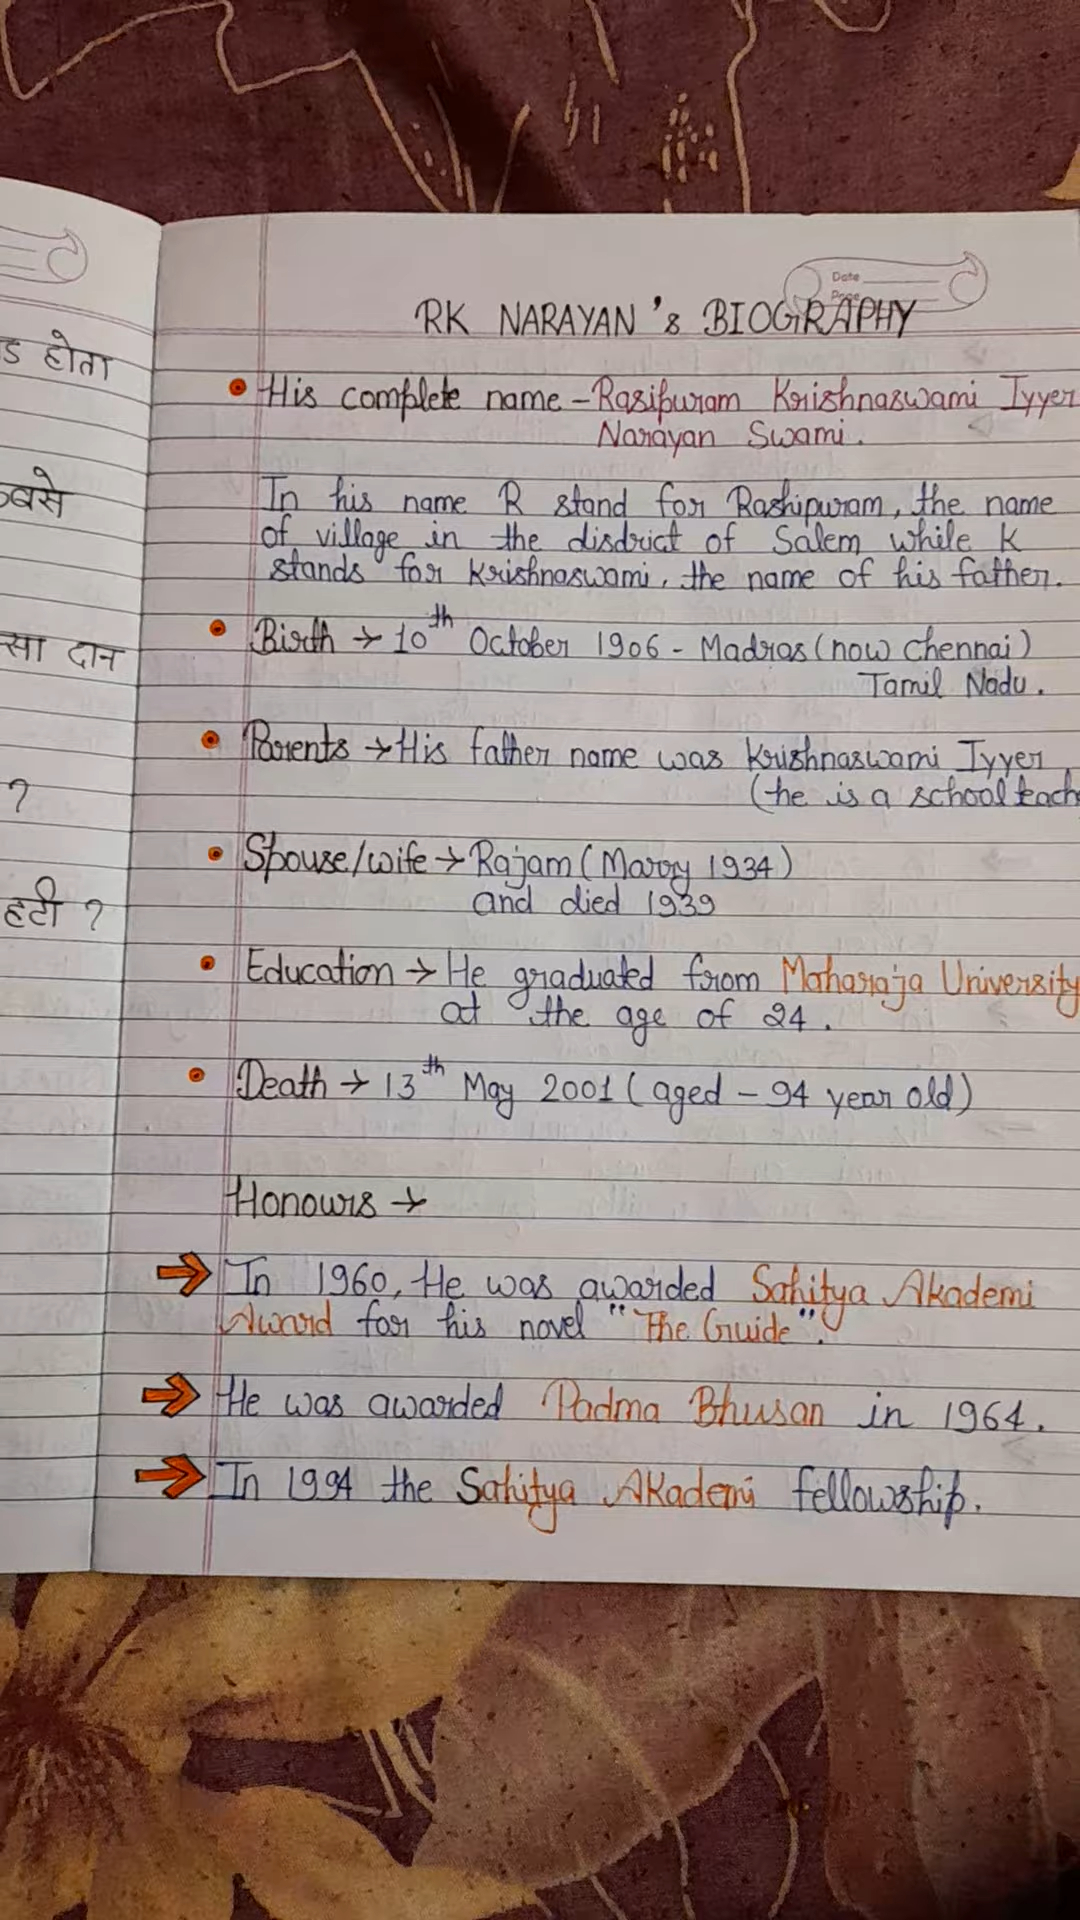 ड होता
बसे
सा दान
?
हटी ?
Date
Page
RK NARAYAN 's BIOGRAPHY
• His complete name - Rasipuram Krishnaswami Iyyer
Narayan Swami.
In his name R stand for Rashipuram, the name
of village in the disdrict of Salem while K
stands for Krishnaswami, the name of his father.
• Birth → 10th October 1906 - Madras (now Chennai)
Tamil Nadu.
• Parents → His father name was Krishnaswami Iyyer,
(he is a school teach
• Spouse/wife → Rajam (Marry 1934)
and died 1939
• Education → He graduated from Maharaja University
at the age of 24.
• Death → 13th May 2001 (aged - 94 year old)
Honours →
→ In 1960, He was awarded Sahitya Akademi
Award for his novel "The Guide".
→ He was awarded Padma Bhusan in 1964.
→ In 1994 the Sahitya Akademi fellowship.